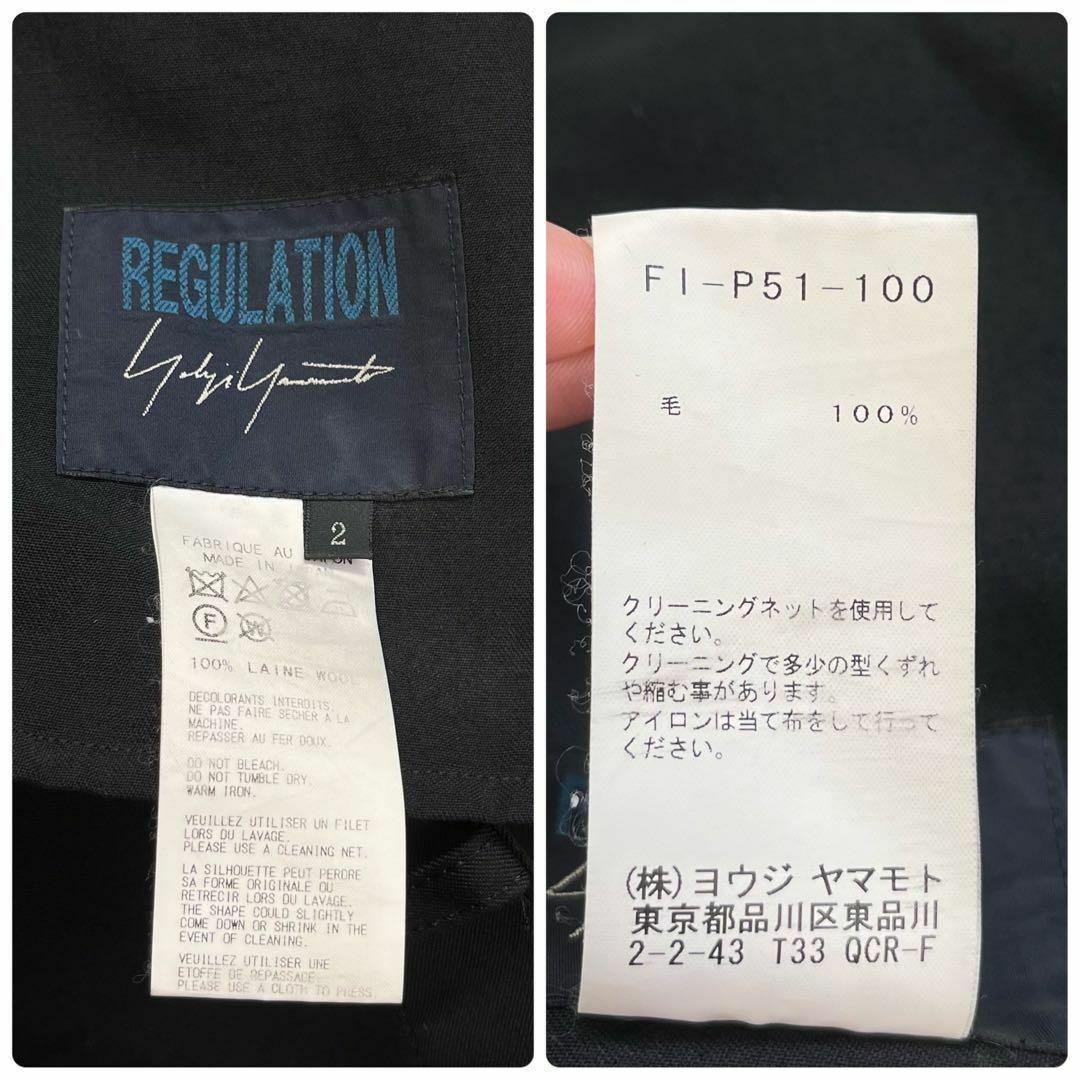 REGULATION
Yohji Yamamoto
2
FABRIQUE AU JAPON
MADE IN JAPAN
F
W
100% LAINE WOOL
DECOLORANTS INTERDITS.
NE PAS FAIRE SECHER A LA
MACHINE.
REPASSER AU FER DOUX.
DO NOT BLEACH.
DO NOT TUMBLE DRY.
WARM IRON.
VEUILLEZ UTILISER UN FILET
LORS DU LAVAGE.
PLEASE USE A CLEANING NET.
LA SILHOUETTE PEUT PERDRE
SA FORME ORIGINALE OU
RETRECIR LORS DU LAVAGE.
THE SHAPE COULD SLIGHTLY
COME DOWN OR SHRINK IN THE
EVENT OF CLEANING.
VEUILLEZ UTILISER UNE
ETOFFE DE REPASSAGE
PLEASE USE A CLOTH TO PRESS.
FI-P51-100
毛 100%
クリーニングネットを使用して
ください。
クリーニングで多少の型くずれ
や縮む事があります。
アイロンは当て布をして行って
ください。
(株)ヨウジ ヤマモト
東京都品川区東品川
2-2-43 T33 QCR-F